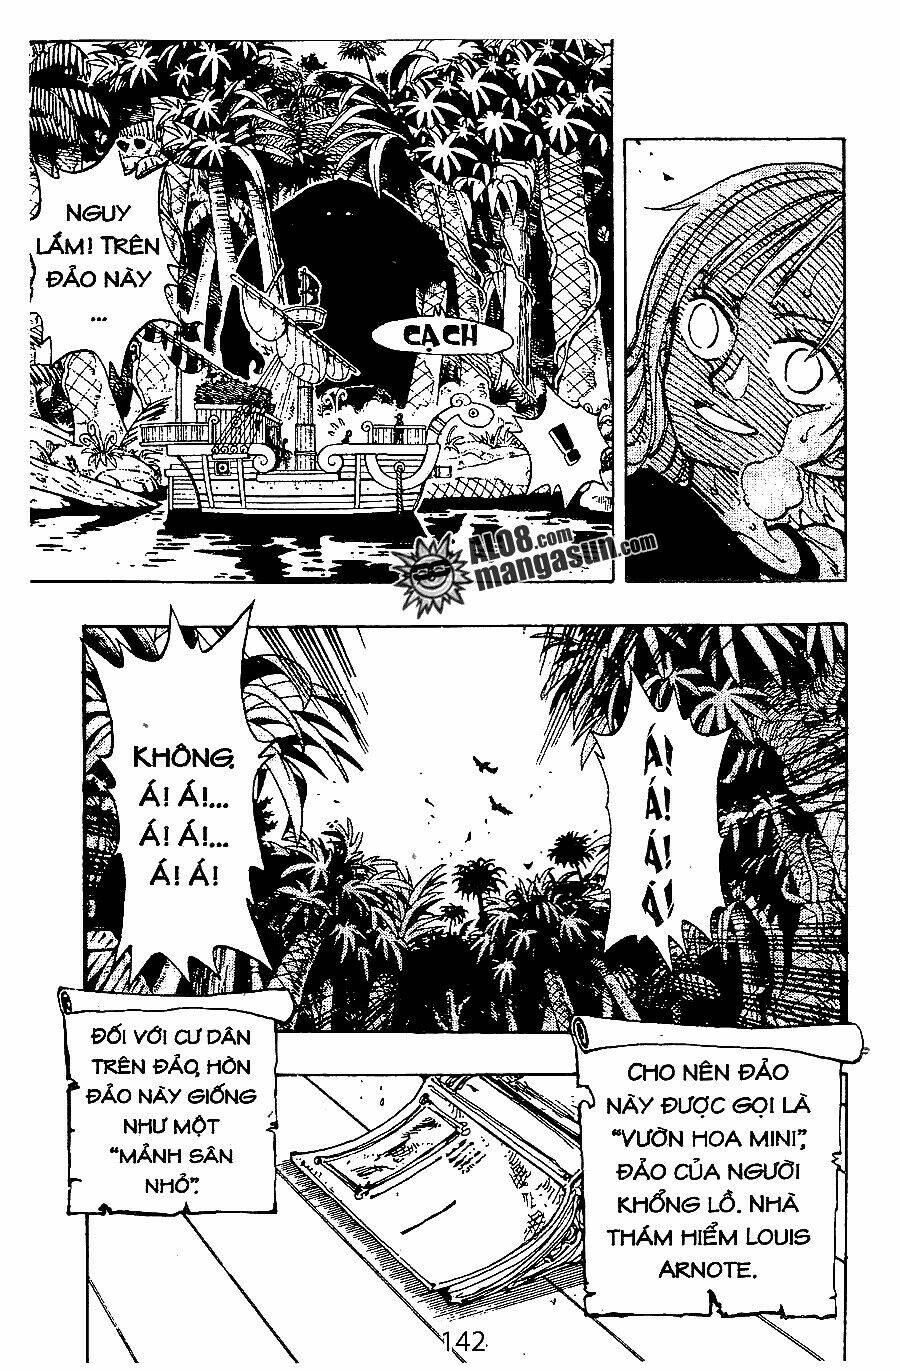 NGUY
LẮM! TRÊN
ĐẢO NÀY
...
CẠCH
!
AL08.com
mangasun.com
KHÔNG.
Á! Á!...
Á! Á!...
Á! Á!
Á!
Á!
Á!
Á!
ĐỐI VỚI CƯ DÂN
TRÊN ĐẢO, HÒN
ĐẢO NÀY GIỐNG
NHƯ MỘT
“MẢNH SÂN
NHỎ”.
CHO NÊN ĐẢO
NÀY ĐƯỢC GỌI LÀ
“VƯỜN HOA MINI”,
ĐẢO CỦA NGƯỜI
KHỔNG LỒ. NHÀ
THÁM HIỂM LOUIS
ARNOTE.
142